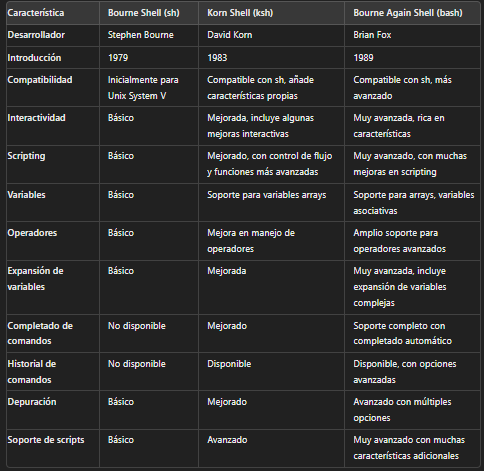 Característica Bourne Shell (sh) Korn Shell (ksh) Bourne Again Shell (bash)
Desarrollador Stephen Bourne David Korn Brian Fox
Introducción 1979 1983 1989
Compatibilidad Inicialmente para Compatible con sh, añade Compatible con sh, más
Unix System V características propias avanzado
Interactividad Básico Mejorada, incluye algunas Muy avanzada, rica en
mejoras interactivas características
Scripting Básico Mejorado, con control de flujo Muy avanzado, con muchas
y funciones más avanzadas mejoras en scripting
Variables Básico Soporte para variables arrays Soporte para arrays, variables
asociativas
Operadores Básico Mejora en manejo de Amplio soporte para
operadores operadores avanzados
Expansión de Básico Mejorada Muy avanzada, incluye
variables expansión de variables
complejas
Completado de No disponible Mejorado Soporte completo con
comandos completado automático
Historial de No disponible Disponible Disponible, con opciones
comandos avanzadas
Depuración Básico Mejorado Avanzado con múltiples
opciones
Soporte de scripts Básico Avanzado Muy avanzado con muchas
características adicionales